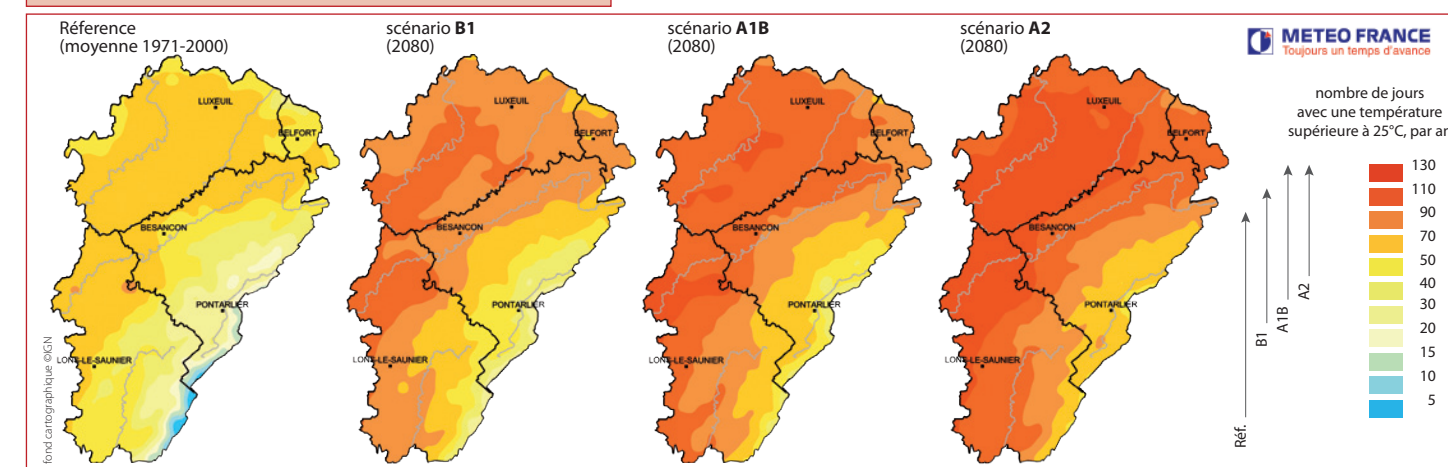 Réference
(moyenne 1971-2000)
scénario B1
(2080)
scénario A1B
(2080)
scénario A2
(2080)
METEO FRANCE
Toujours un temps d'avance
nombre de jours
avec une température
supérieure à 25°C, par an
LUXEUIL
BELFORT
BESANCON
PONTARLIER
LONS-LE-SAUNIER
LUXEUIL
BELFORT
BESANCON
PONTARLIER
LONS-LE-SAUNIER
LUXEUIL
BELFORT
BESANCON
PONTARLIER
LONS-LE-SAUNIER
LUXEUIL
BELFORT
BESANCON
PONTARLIER
LONS-LE-SAUNIER
fond cartographique ©IGN
Réf.
B1
A1B
A2
130
110
90
70
50
40
30
20
15
10
5